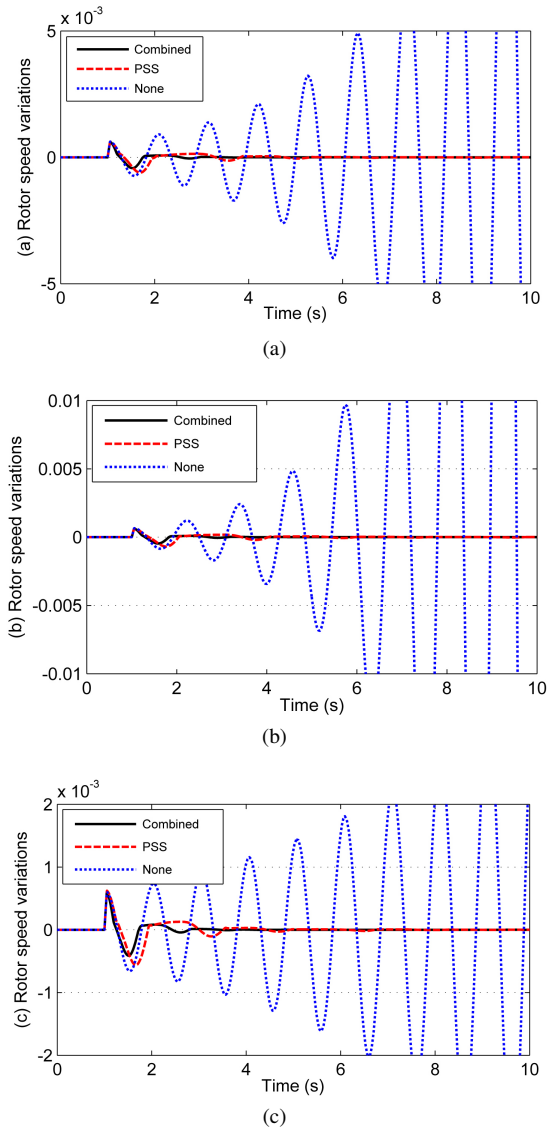 5 x 10^-3
Combined
PSS
None
(a) Rotor speed variations
0
-5
0 2 4 6 8 10
Time (s)
(a)
0.01
Combined
PSS
None
(b) Rotor speed variations
0.005
0
-0.005
-0.01
0 2 4 6 8 10
Time (s)
(b)
x 10^-3
2
Combined
PSS
None
(c) Rotor speed variations
1
0
-1
-2
0 2 4 6 8 10
Time (s)
(c)